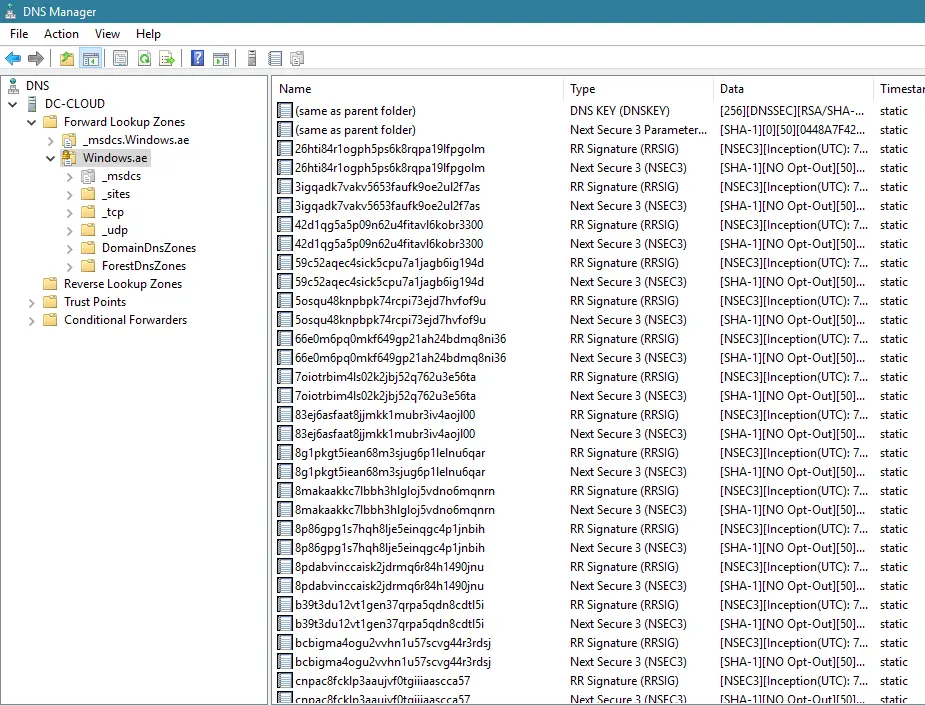 DNS Manager
File Action View Help
DNS
DC-CLOUD
Forward Lookup Zones
_msdcs.Windows.ae
Windows.ae
_msdcs
_sites
_tcp
_udp
DomainDnsZones
ForestDnsZones
Reverse Lookup Zones
Trust Points
Conditional Forwarders
Name Type Data Timestar
(same as parent folder) DNS KEY (DNSKEY) [256][DNSSEC][RSA/SHA-... static
(same as parent folder) Next Secure 3 Parameter... [SHA-1][0][50][0448A7F42... static
26hti84r1ogph5ps6k8rqpa19lfpgolm RR Signature (RRSIG) [NSEC3][Inception(UTC): 7... static
26hti84r1ogph5ps6k8rqpa19lfpgolm Next Secure 3 (NSEC3) [SHA-1][NO Opt-Out][50]... static
3igqadk7vakv5653faufk9oe2ul2f7as RR Signature (RRSIG) [NSEC3][Inception(UTC): 7... static
3igqadk7vakv5653faufk9oe2ul2f7as Next Secure 3 (NSEC3) [SHA-1][NO Opt-Out][50]... static
42d1qg5a5p09n62u4fitavl6kobr3300 RR Signature (RRSIG) [NSEC3][Inception(UTC): 7... static
42d1qg5a5p09n62u4fitavl6kobr3300 Next Secure 3 (NSEC3) [SHA-1][NO Opt-Out][50]... static
59c52aqec4sick5cpu7a1jagb6ig194d RR Signature (RRSIG) [NSEC3][Inception(UTC): 7... static
59c52aqec4sick5cpu7a1jagb6ig194d Next Secure 3 (NSEC3) [SHA-1][NO Opt-Out][50]... static
5osqu48knpbpk74rcpi73ejd7hvfof9u RR Signature (RRSIG) [NSEC3][Inception(UTC): 7... static
5osqu48knpbpk74rcpi73ejd7hvfof9u Next Secure 3 (NSEC3) [SHA-1][NO Opt-Out][50]... static
66e0m6pq0mkf649gp21ah24bdmq8ni36 RR Signature (RRSIG) [NSEC3][Inception(UTC): 7... static
66e0m6pq0mkf649gp21ah24bdmq8ni36 Next Secure 3 (NSEC3) [SHA-1][NO Opt-Out][50]... static
7oiotrbim4ls02k2jbj52q762u3e56ta RR Signature (RRSIG) [NSEC3][Inception(UTC): 7... static
7oiotrbim4ls02k2jbj52q762u3e56ta Next Secure 3 (NSEC3) [SHA-1][NO Opt-Out][50]... static
83ej6asfaat8jjmkk1mubr3iv4aojl00 RR Signature (RRSIG) [NSEC3][Inception(UTC): 7... static
83ej6asfaat8jjmkk1mubr3iv4aojl00 Next Secure 3 (NSEC3) [SHA-1][NO Opt-Out][50]... static
8g1pkgt5iean68m3sjug6p1lelnu6qar RR Signature (RRSIG) [NSEC3][Inception(UTC): 7... static
8g1pkgt5iean68m3sjug6p1lelnu6qar Next Secure 3 (NSEC3) [SHA-1][NO Opt-Out][50]... static
8makaakkc7lbbh3hlgloj5vdno6mqnrn RR Signature (RRSIG) [NSEC3][Inception(UTC): 7... static
8makaakkc7lbbh3hlgloj5vdno6mqnrn Next Secure 3 (NSEC3) [SHA-1][NO Opt-Out][50]... static
8p86gpg1s7hqh8lje5einqgc4p1jnbih RR Signature (RRSIG) [NSEC3][Inception(UTC): 7... static
8p86gpg1s7hqh8lje5einqgc4p1jnbih Next Secure 3 (NSEC3) [SHA-1][NO Opt-Out][50]... static
8pdabvinccaisk2jdrmq6r84h1490jnu RR Signature (RRSIG) [NSEC3][Inception(UTC): 7... static
8pdabvinccaisk2jdrmq6r84h1490jnu Next Secure 3 (NSEC3) [SHA-1][NO Opt-Out][50]... static
b39t3du12vt1gen37qrpa5qdn8cdtl5i RR Signature (RRSIG) [NSEC3][Inception(UTC): 7... static
b39t3du12vt1gen37qrpa5qdn8cdtl5i Next Secure 3 (NSEC3) [SHA-1][NO Opt-Out][50]... static
bcbigma4ogu2vvhn1u57scvg44r3rdsj RR Signature (RRSIG) [NSEC3][Inception(UTC): 7... static
bcbigma4ogu2vvhn1u57scvg44r3rdsj Next Secure 3 (NSEC3) [SHA-1][NO Opt-Out][50]... static
cnpac8fcklp3aaujvf0tgiiiaascca57 RR Signature (RRSIG) [NSEC3][Inception(UTC): 7... static
cnpac8fcklp3aaujvf0tgiiiaascca57 Next Secure 3 (NSEC3) [SHA-1][NO Opt-Out][50]... static